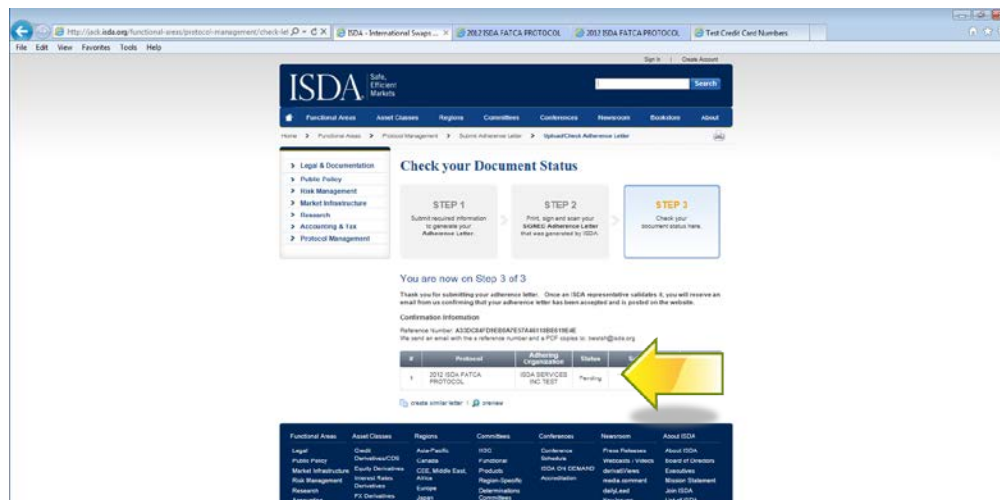 http://jack.isda.org/functional-areas/protocol-management/check-let
ISDA - International Swaps ...
2012 ISDA FATCA PROTOCOL
2012 ISDA FATCA PROTOCOL
Test Credit Card Numbers
File Edit View Favorites Tools Help
Sign In | Create Account
ISDA Safe, Efficient Markets
Search
Functional Areas Asset Classes Regions Committees Conferences Newsroom Bookstore About
Home > Functional Areas > Protocol Management > Submit Adherence Letter > Upload/Check Adherence Letter
> Legal & Documentation
> Public Policy
> Risk Management
> Market Infrastructure
> Research
> Accounting & Tax
> Protocol Management
Check your Document Status
STEP 1
Submit required information
to generate your
Adherence Letter.
STEP 2
Print, sign and scan your
SIGNED Adherence Letter
that was generated by ISDA.
STEP 3
Check your
document status here.
You are now on Step 3 of 3
Thank you for submitting your adherence letter. Once an ISDA representative validates it, you will receive an
email from us confirming that your adherence letter has been accepted and is posted on the website.
Confirmation Information
Reference Number:
We send an email with the a reference number and a PDF copies to:
# Protocol Adhering Organization Status
1 2012 ISDA FATCA PROTOCOL ISDA SERVICES INC TEST Pending
create similar letter | preview
Functional Areas
Legal
Public Policy
Market Infrastructure
Risk Management
Research
Accounting
Asset Classes
Credit
Derivatives/CDS
Equity Derivatives
Interest Rates
Derivatives
FX Derivatives
Regions
Asia-Pacific
Canada
CEE, Middle East,
Africa
Europe
Japan
Committees
Functional
Products
Region-Specific
Determinations
Committees
Conferences
Conference
Schedule
ISDA ON DEMAND
Accreditation
Newsroom
Press Releases
Webcasts / Videos
derivatiViews
media.comment
dailyLead
About ISDA
About ISDA
Board of Directors
Executives
Mission Statement
Join ISDA